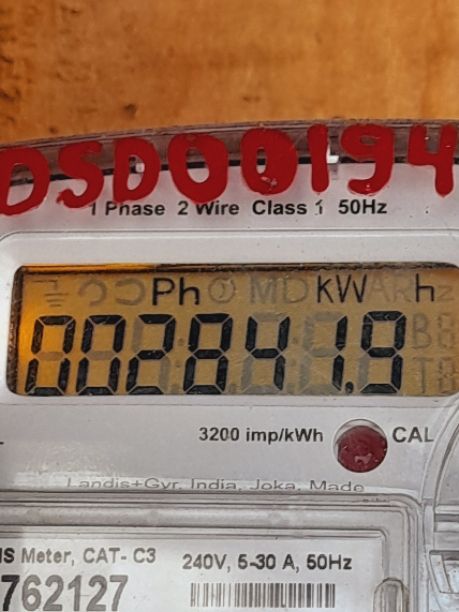 DSD00194
1 Phase 2 Wire Class 1 50Hz
Ph kWh
002841.9
3200 imp/kWh CAL
Landis+Gyr, India, Joka, Made
Meter, CAT- C3 240V, 5-30 A, 50Hz
762127